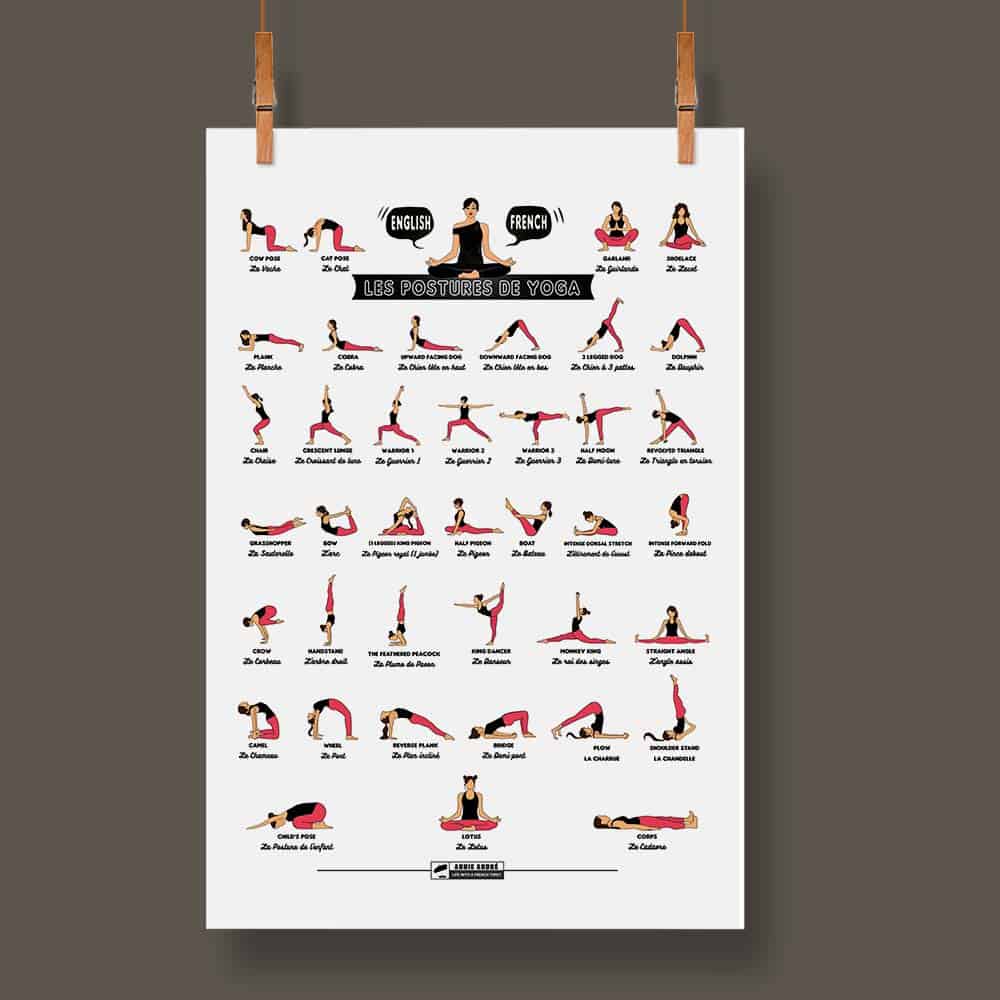 ENGLISH
FRENCH
COW POSE
La Vache
CAT POSE
Le Chat
GARLAND
La Guirlande
SHOELACE
Le Lacet
LES POSTURES DE YOGA
PLANK
La Planche
COBRA
Le Cobra
UPWARD FACING DOG
Le Chien tête en haut
DOWNWARD FACING DOG
Le Chien tête en bas
3 LEGGED DOG
Le Chien à 3 pattes
DOLPHIN
Le Dauphin
CHAIR
La Chaise
CRESCENT LUNGE
Le Croissant de lune
WARRIOR 1
Le Guerrier 1
WARRIOR 2
Le Guerrier 2
WARRIOR 3
Le Guerrier 3
HALF MOON
La Demi-lune
REVOLVED TRIANGLE
Le Triangle en torsion
GRASSHOPPER
La Sauterelle
BOW
L'arc
(1 LEGGED) KING PIGEON
Le Pigeon royal (1 jambe)
HALF PIGEON
Le Pigeon
BOAT
Le Bateau
INTENSE DORSAL STRETCH
L'étirement de l'ouest
INTENSE FORWARD FOLD
La Pince debout
CROW
Le Corbeau
HANDSTAND
L'arbre droit
THE FEATHERED PEACOCK
La Plume de Paon
KING DANCER
Le Danseur
MONKEY KING
Le roi des singes
STRAIGHT ANGLE
L'angle assis
CAMEL
Le Chameau
WHEEL
Le Pont
REVERSE PLANK
Le Plan incliné
BRIDGE
Le Demi pont
PLOW
LA CHARRUE
SHOULDER STAND
LA CHANDELLE
CHILD'S POSE
La Posture de l'enfant
LOTUS
Le Lotus
CORPS
Le Cadavre
ANNIE ANDRÉ
LIFE WITH A FRENCH TWIST